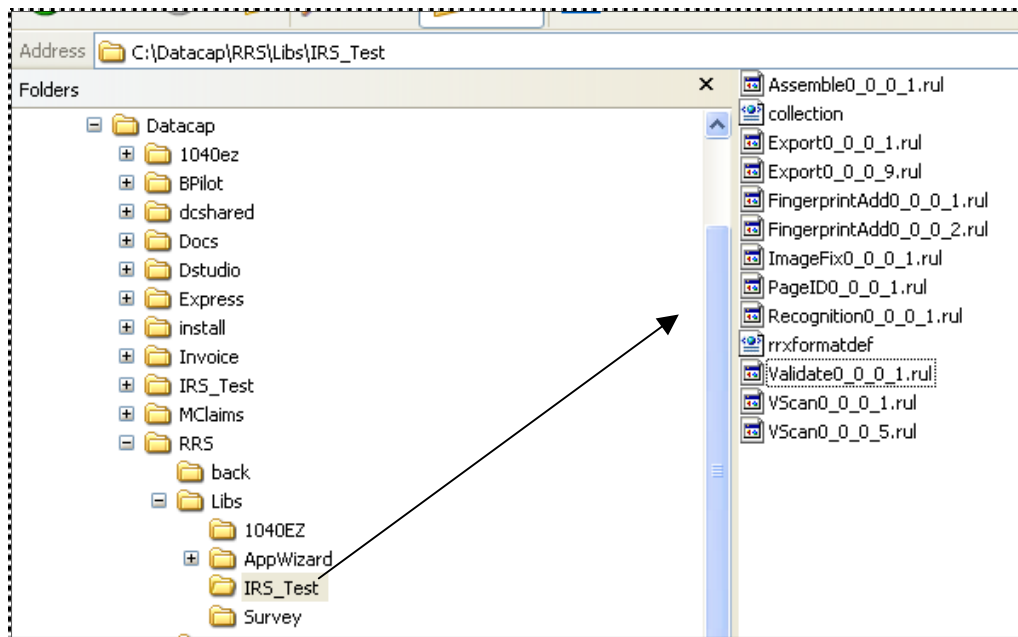 Address C:\Datacap\RRS\Libs\IRS_Test
Folders
Datacap
1040ez
BPilot
dcshared
Docs
Dstudio
Express
install
Invoice
IRS_Test
MClaims
RRS
back
Libs
1040EZ
AppWizard
IRS_Test
Survey
Assemble0_0_0_1.rul
collection
Export0_0_0_1.rul
Export0_0_0_9.rul
FingerprintAdd0_0_0_1.rul
FingerprintAdd0_0_0_2.rul
ImageFix0_0_0_1.rul
PageID0_0_0_1.rul
Recognition0_0_0_1.rul
rrxformatdef
Validate0_0_0_1.rul
VScan0_0_0_1.rul
VScan0_0_0_5.rul